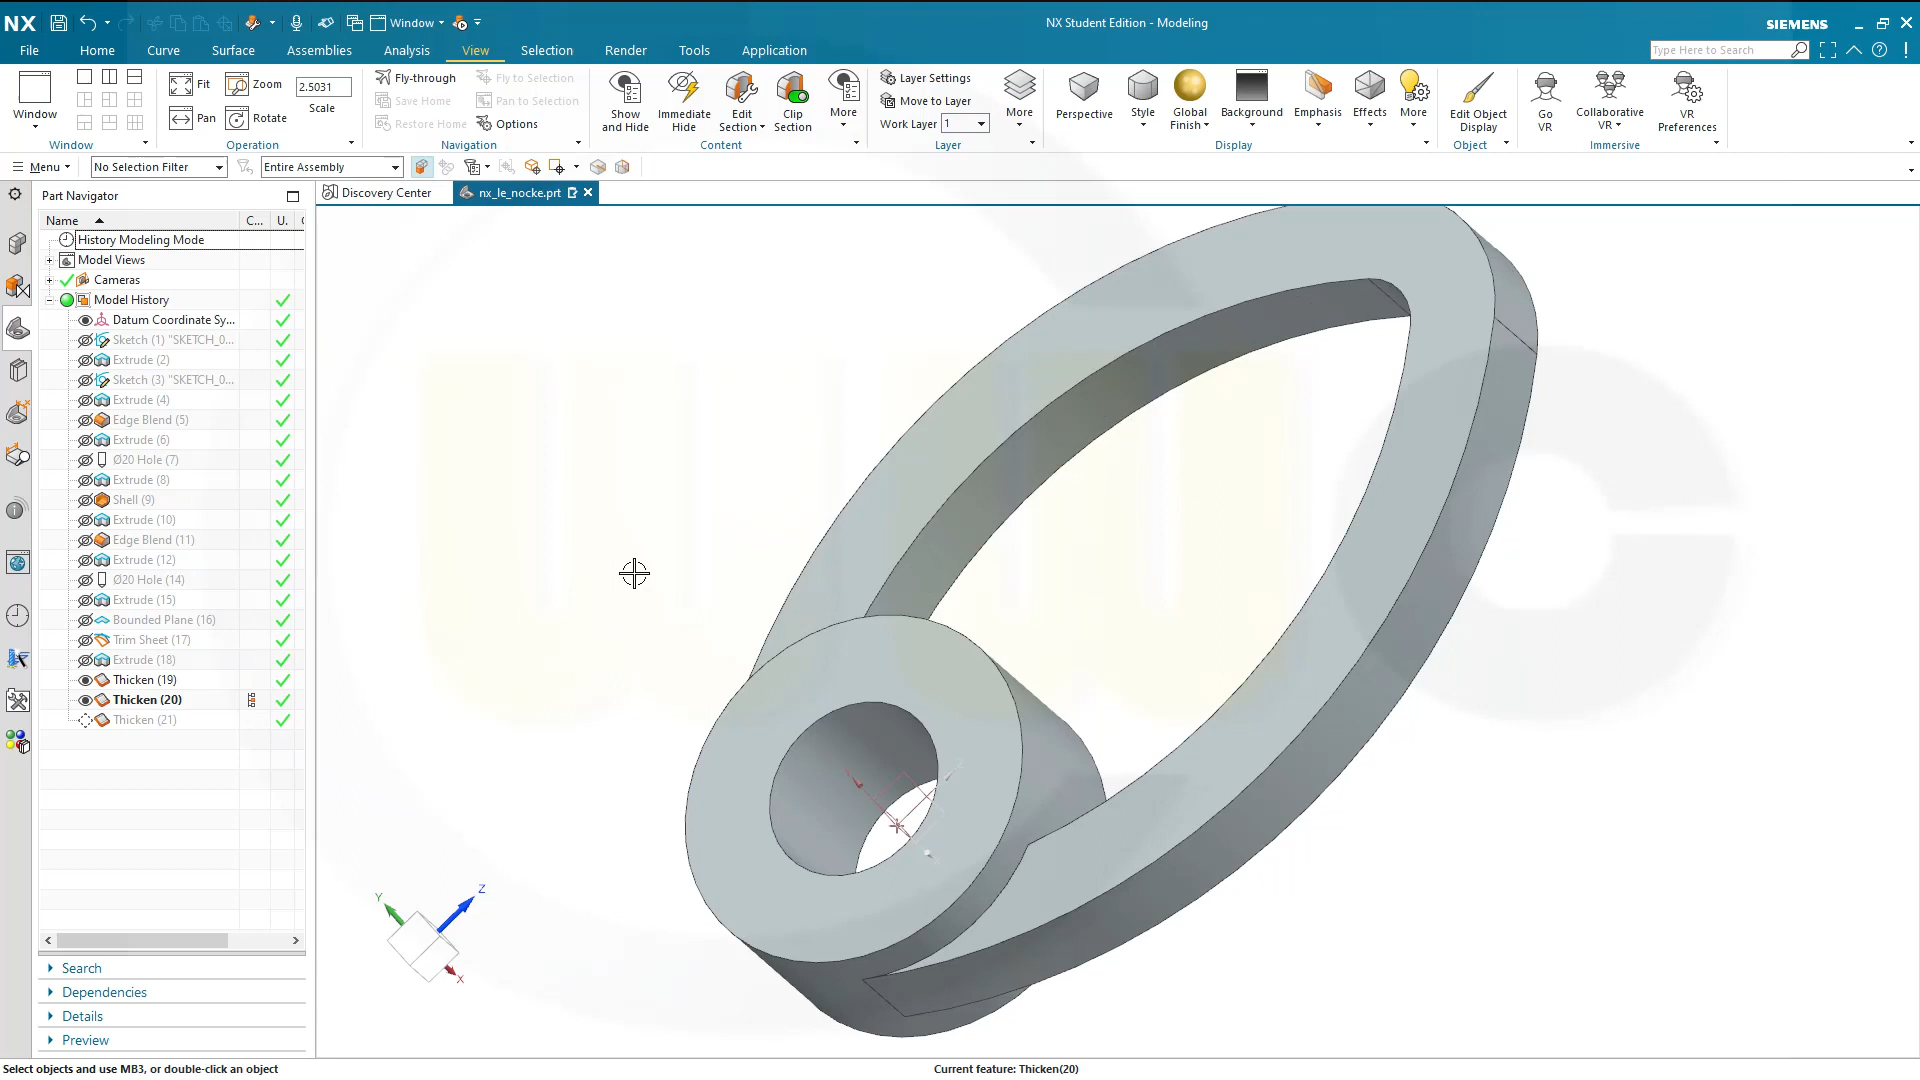 NX Window NX Student Edition - Modeling SIEMENS
File Home Curve Surface Assemblies Analysis View Selection Render Tools Application Type Here to Search
Window
Fit Zoom 2.5031
Pan Rotate Scale
Fly-through Fly to Selection
Save Home Pan to Selection
Restore Home Options
Show and Hide
Immediate Hide
Edit Section
Clip Section
More
Layer Settings
Move to Layer
Work Layer 1
More
Perspective
Style
Global Finish
Background
Emphasis
Effects
More
Edit Object Display
Go VR
Collaborative VR
VR Preferences
Window Operation Navigation Content Layer Display Object Immersive
Menu No Selection Filter Entire Assembly
Part Navigator
Discovery Center nx_le_nocke.prt
Name C... U.
History Modeling Mode
Model Views
Cameras
Model History
Datum Coordinate Sy...
Sketch (1) "SKETCH_0...
Extrude (2)
Sketch (3) "SKETCH_0...
Extrude (4)
Edge Blend (5)
Extrude (6)
Ø20 Hole (7)
Extrude (8)
Shell (9)
Extrude (10)
Edge Blend (11)
Extrude (12)
Ø20 Hole (14)
Extrude (15)
Bounded Plane (16)
Trim Sheet (17)
Extrude (18)
Thicken (19)
Thicken (20)
Thicken (21)
Z
Y
X
Search
Dependencies
Details
Preview
Select objects and use MB3, or double-click an object Current feature: Thicken(20)